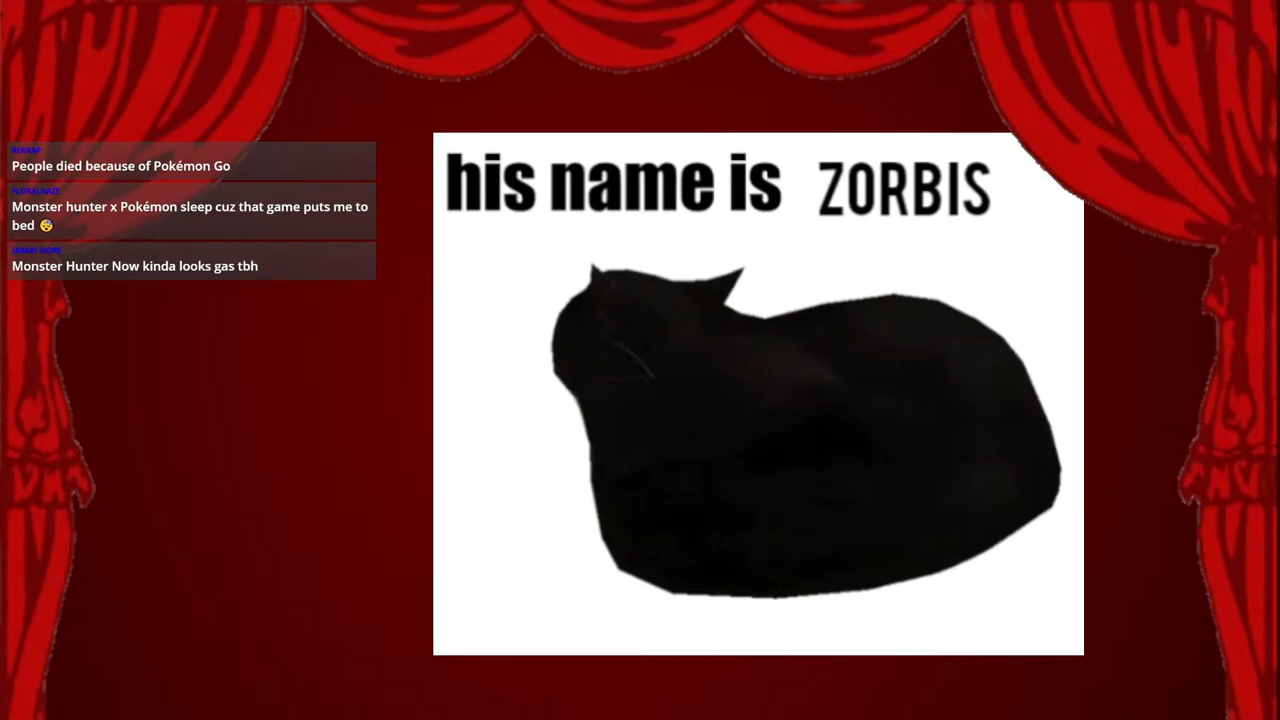 People died because of Pokémon Go
FLORALHAZE
Monster hunter x Pokémon sleep cuz that game puts me to
bed 😴
Monster Hunter Now kinda looks gas tbh
his name is ZORBIS